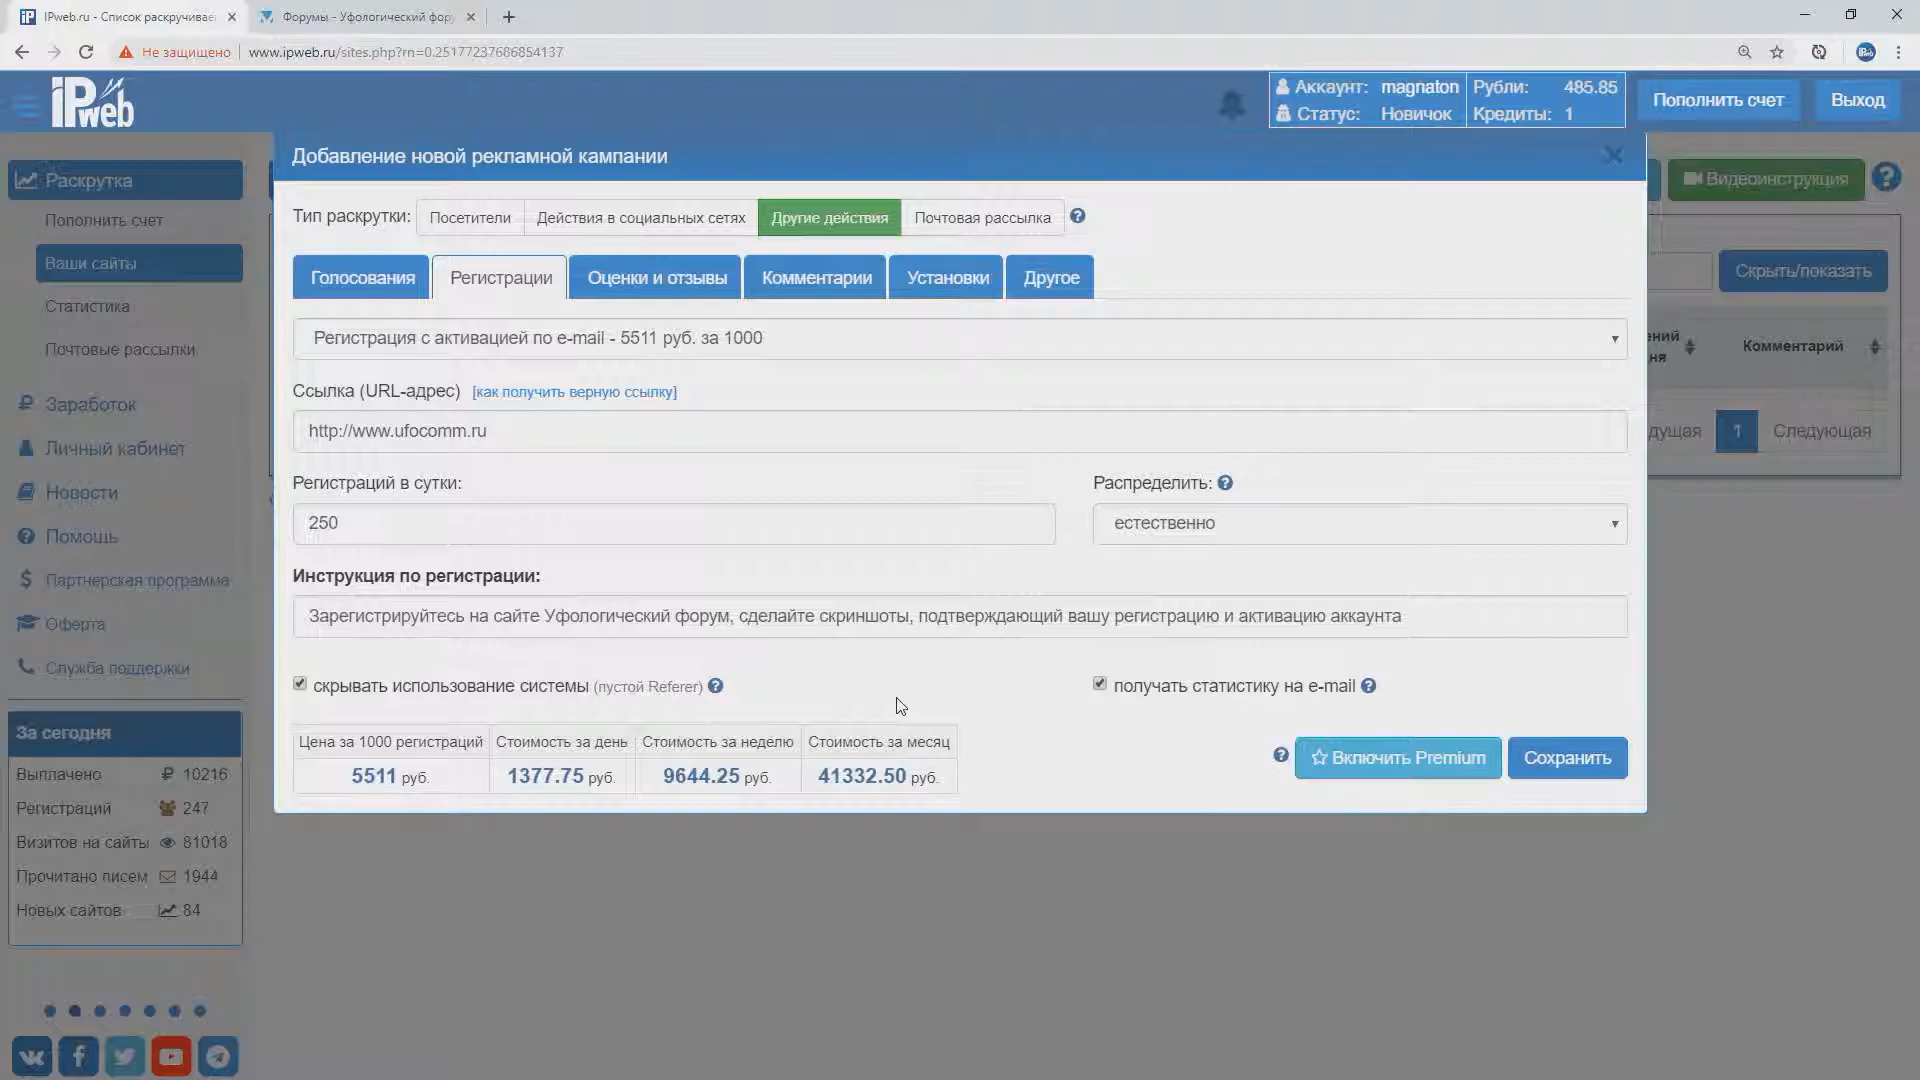 IPweb.ru - Список раскручивае
Форумы - Уфологический фору
Не защищено
www.ipweb.ru/sites.php?rn=0.25177237686854137
iPweb
Аккаунт: magnaton
Рубли: 485.85
Статус: Новичок
Кредиты: 1
Пополнить счет
Выход
Раскрутка
Пополнить счет
Ваши сайты
Статистика
Почтовые рассылки
Заработок
Личный кабинет
Новости
Помощь
Партнерская программа
Оферта
Служба поддержки
За сегодня
Выплачено ₽ 10216
Регистраций 247
Визитов на сайты 81018
Прочитано писем 1944
Новых сайтов 84
Добавление новой рекламной кампании
Тип раскрутки:
Посетители
Действия в социальных сетях
Другие действия
Почтовая рассылка
Голосования
Регистрации
Оценки и отзывы
Комментарии
Установки
Другое
Регистрация с активацией по e-mail - 5511 руб. за 1000
Ссылка (URL-адрес) [как получить верную ссылку]
http://www.ufocomm.ru
Регистраций в сутки:
250
Распределить:
естественно
Инструкция по регистрации:
Зарегистрируйтесь на сайте Уфологический форум, сделайте скриншоты, подтверждающий вашу регистрацию и активацию аккаунта
скрывать использование системы (пустой Referer)
получать статистику на e-mail
Цена за 1000 регистраций
Стоимость за день
Стоимость за неделю
Стоимость за месяц
5511 руб.
1377.75 руб.
9644.25 руб.
41332.50 руб.
Включить Premium
Сохранить
Видеоинструкция
Скрыть/показать
ний
ня
Комментарий
дущая
1
Следующая